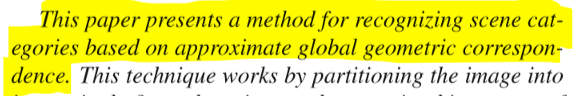 This paper presents a method for recognizing scene cat-
egories based on approximate global geometric correspon-
dence. This technique works by partitioning the image into